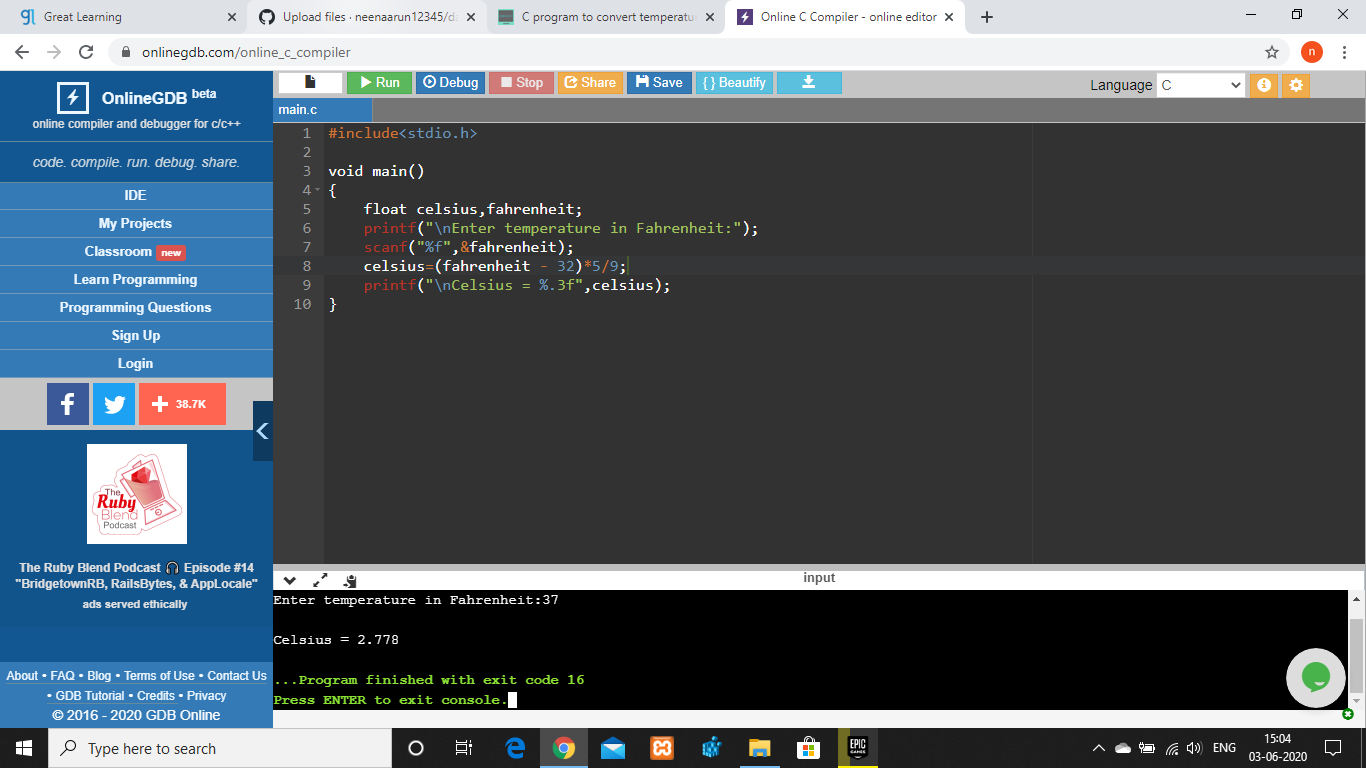 Great Learning
Upload files · neenaarun12345/da
C program to convert temperatu
Online C Compiler - online editor
onlinegdb.com/online_c_compiler
n
OnlineGDB beta
online compiler and debugger for c/c++
code. compile. run. debug. share.
IDE
My Projects
Classroom new
Learn Programming
Programming Questions
Sign Up
Login
38.7K
The
Ruby
Blend
Podcast
The Ruby Blend Podcast 🎧 Episode #14
"BridgetownRB, RailsBytes, & AppLocale"
ads served ethically
About • FAQ • Blog • Terms of Use • Contact Us
• GDB Tutorial • Credits • Privacy
© 2016 - 2020 GDB Online
Run Debug Stop Share Save { } Beautify
Language C
main.c
1 #include<stdio.h>
2
3 void main()
4 {
5 float celsius,fahrenheit;
6 printf("\nEnter temperature in Fahrenheit:");
7 scanf("%f",&fahrenheit);
8 celsius=(fahrenheit - 32)*5/9;
9 printf("\nCelsius = %.3f",celsius);
10 }
input
Enter temperature in Fahrenheit:37
Celsius = 2.778
...Program finished with exit code 16
Press ENTER to exit console.
Type here to search
EPIC
GAMES
ENG
15:04
03-06-2020